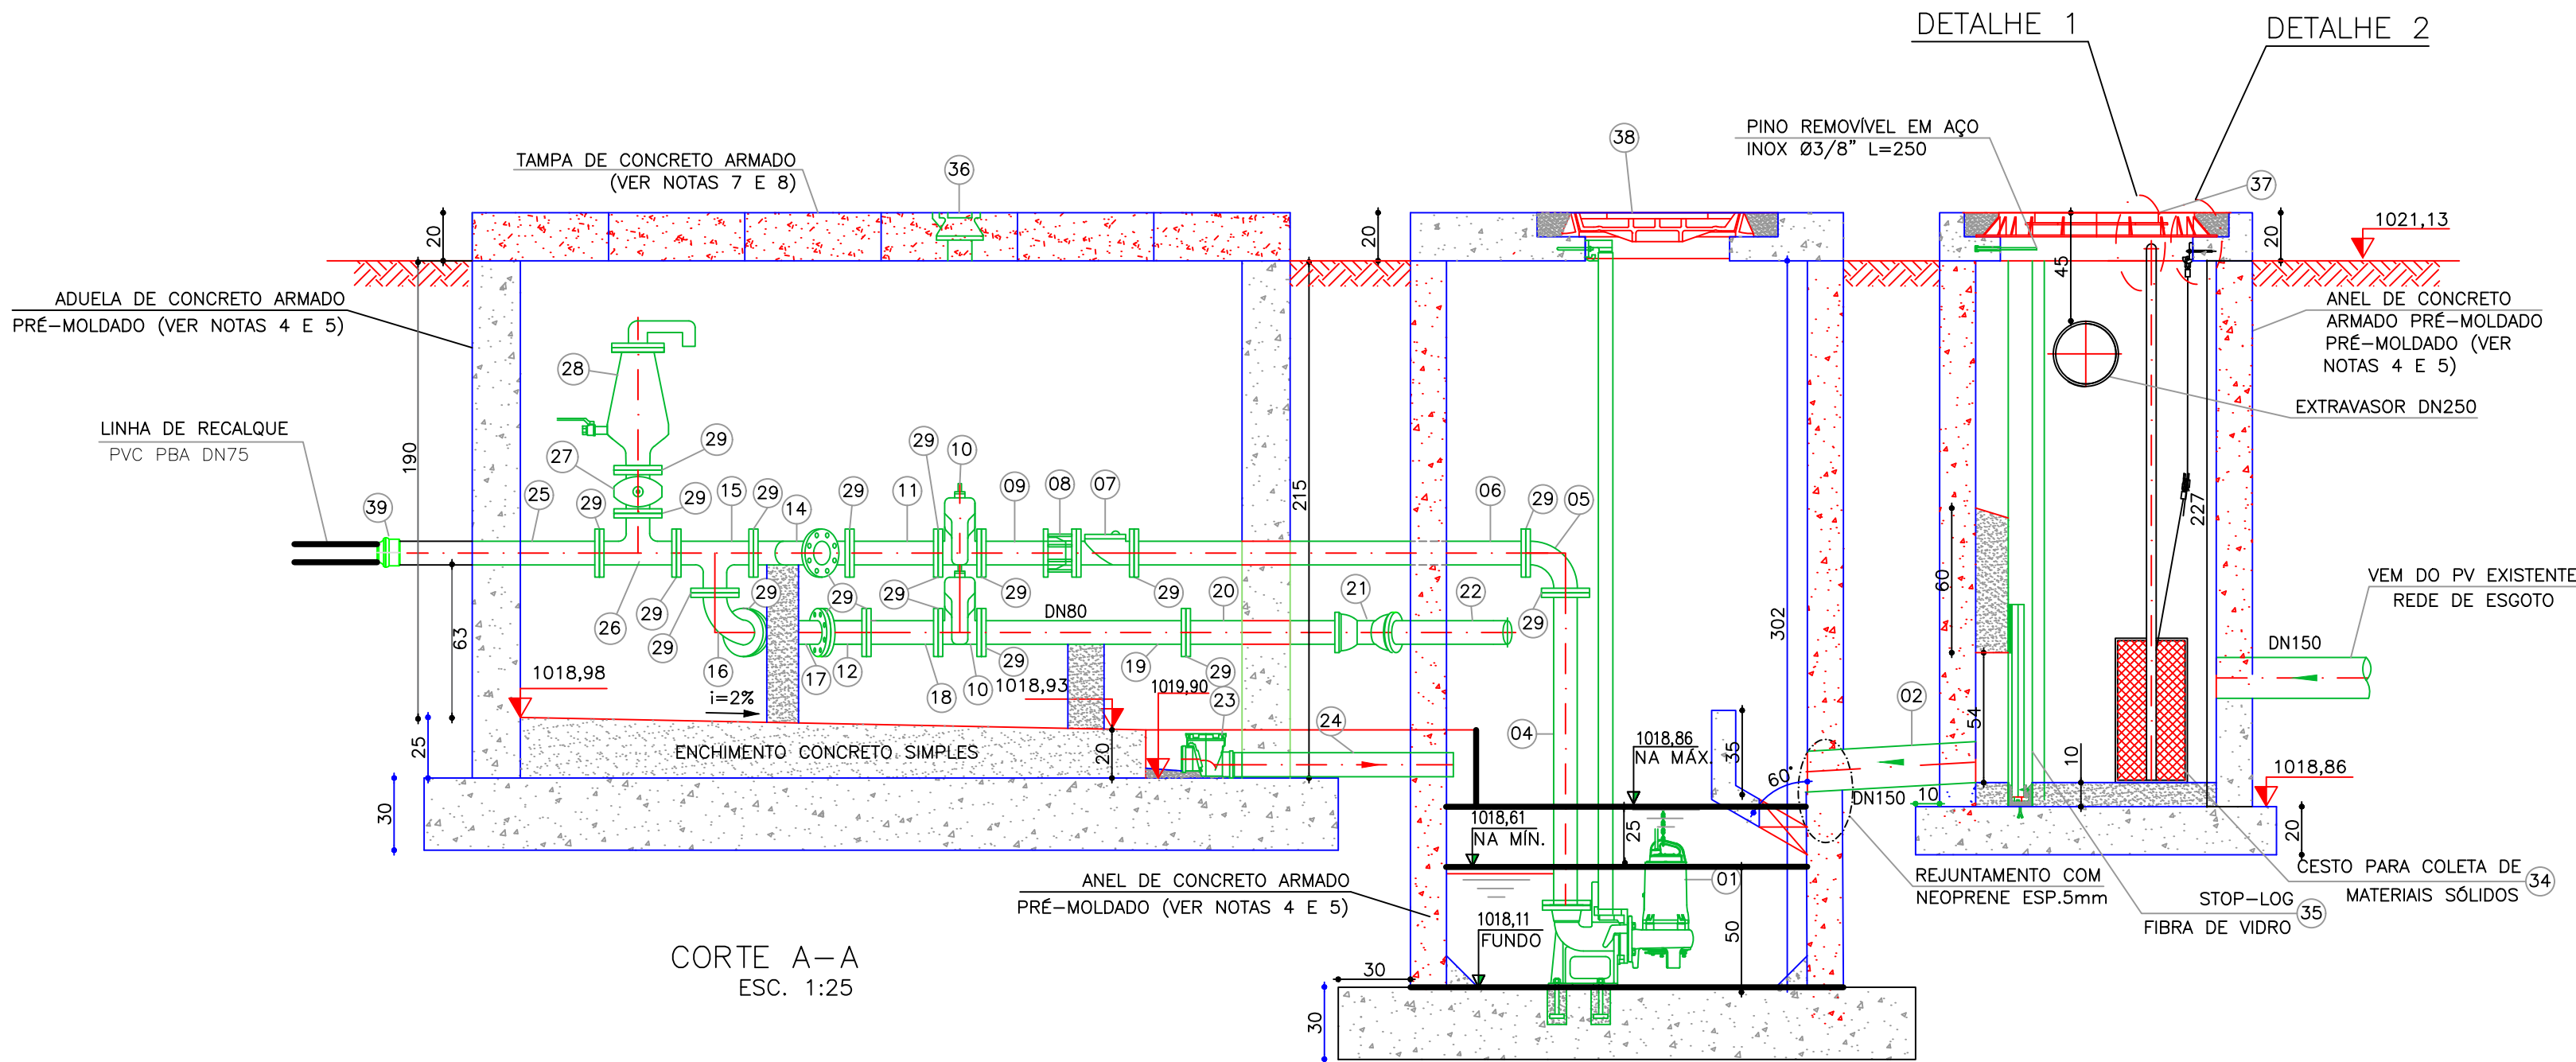 DETALHE 1
DETALHE 2
PINO REMOVÍVEL EM AÇO
INOX Ø3/8" L=250
38
37
TAMPA DE CONCRETO ARMADO
(VER NOTAS 7 E 8)
36
20
20
45
20
1021,13
ADUELA DE CONCRETO ARMADO
PRÉ-MOLDADO (VER NOTAS 4 E 5)
ANEL DE CONCRETO
ARMADO PRÉ-MOLDADO
PRÉ-MOLDADO (VER
NOTAS 4 E 5)
EXTRAVASOR DN250
28
LINHA DE RECALQUE
PVC PBA DN75
190
27
29
29
10
215
227
39
25
29
29
15
29
14
29
11
09
08
07
06
29
05
60
VEM DO PV EXISTENTE
REDE DE ESGOTO
DN150
63
26
29
29
16
29
17
29
12
29
18
10
29
29
DN80
19
29
29
20
21
22
29
302
1018,98
i=2%
1018,93
1019,90
23
24
25
20
ENCHIMENTO CONCRETO SIMPLES
04
1018,86
NA MÁX.
35
60°
02
54
10
DN150
10
1018,86
30
1018,61
NA MÍN.
25
01
20
ANEL DE CONCRETO ARMADO
PRÉ-MOLDADO (VER NOTAS 4 E 5)
REJUNTAMENTO COM
NEOPRENE ESP.5mm
CESTO PARA COLETA DE
MATERIAIS SÓLIDOS
34
STOP-LOG
FIBRA DE VIDRO
35
1018,11
FUNDO
50
30
30
CORTE A-A
ESC. 1:25